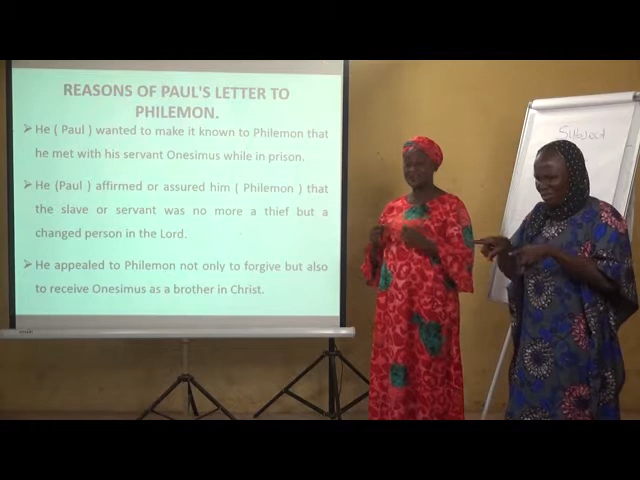 REASONS OF PAUL'S LETTER TO
PHILEMON.
➢ He ( Paul ) wanted to make it known to Philemon that
he met with his servant Onesimus while in prison.
➢ He (Paul ) affirmed or assured him ( Philemon ) that
the slave or servant was no more a thief but a
changed person in the Lord.
➢ He appealed to Philemon not only to forgive but also
to receive Onesimus as a brother in Christ.
Subject